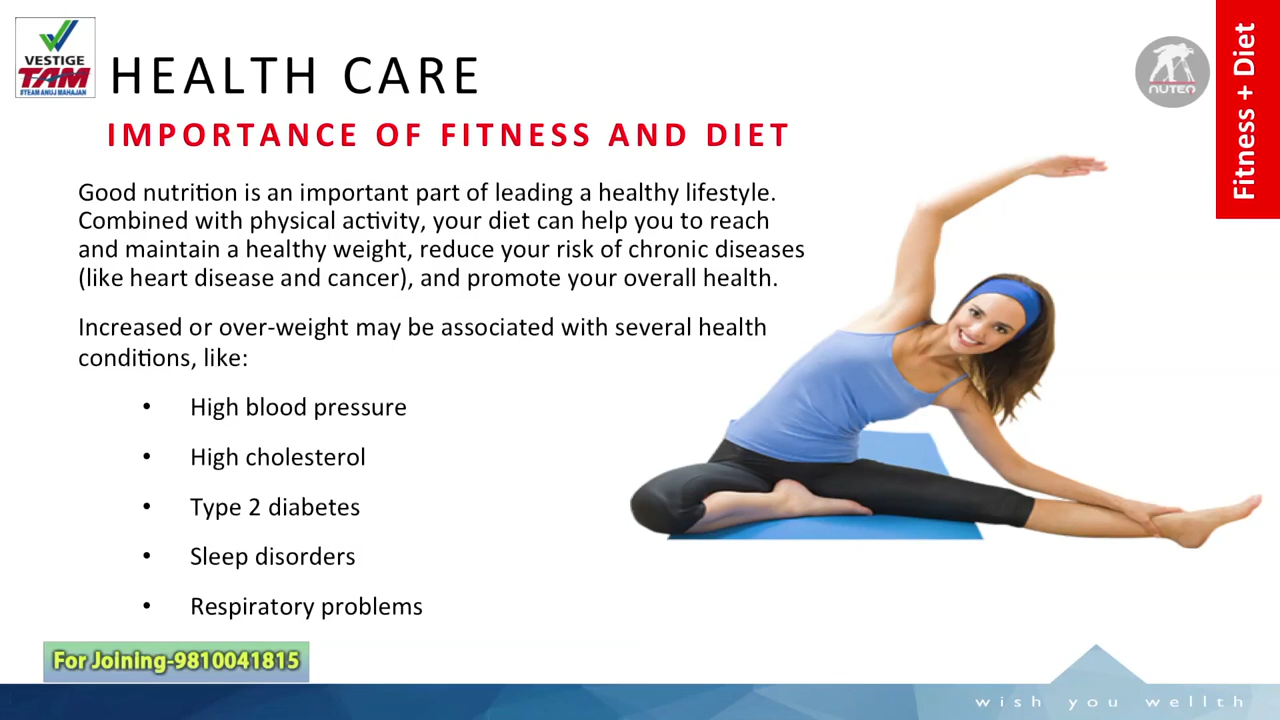 VESTIGE
TAM
STEAM ANUJ MAHAJAN
HEALTH CARE
IMPORTANCE OF FITNESS AND DIET
NUTEQ
Fitness + Diet
Good nutrition is an important part of leading a healthy lifestyle.
Combined with physical activity, your diet can help you to reach
and maintain a healthy weight, reduce your risk of chronic diseases
(like heart disease and cancer), and promote your overall health.
Increased or over-weight may be associated with several health
conditions, like:
• High blood pressure
• High cholesterol
• Type 2 diabetes
• Sleep disorders
• Respiratory problems
For Joining-9810041815
wish you wellth